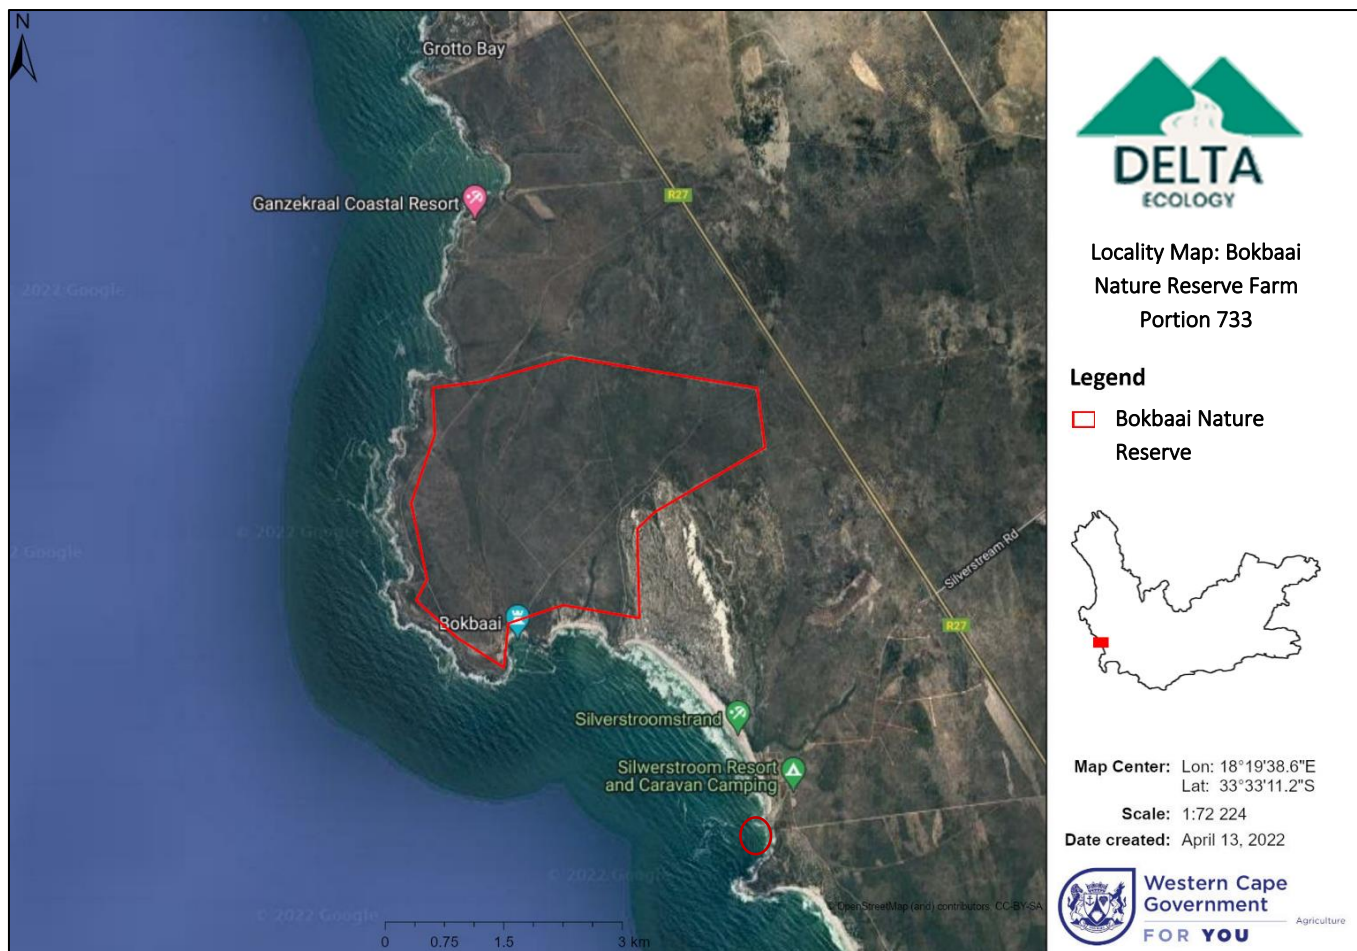 N
Grotto Bay
Ganzekraal Coastal Resort
R27
2022 Google
© 2022 Google
2 Google
Silverstream Rd
Bokbaai
R27
Silverstroomstrand
Silwerstroom Resort
and Caravan Camping
© 2022 Google
© 2022 Google
© OpenStreetMap (and) contributors, CC-BY-SA
0 0.75 1.5 3 km
DELTA
ECOLOGY
Locality Map: Bokbaai
Nature Reserve Farm
Portion 733
Legend
Bokbaai Nature
Reserve
Map Center: Lon: 18°19'38.6"E
Lat: 33°33'11.2"S
Scale: 1:72 224
Date created: April 13, 2022
Western Cape
Government
Agriculture
FOR YOU